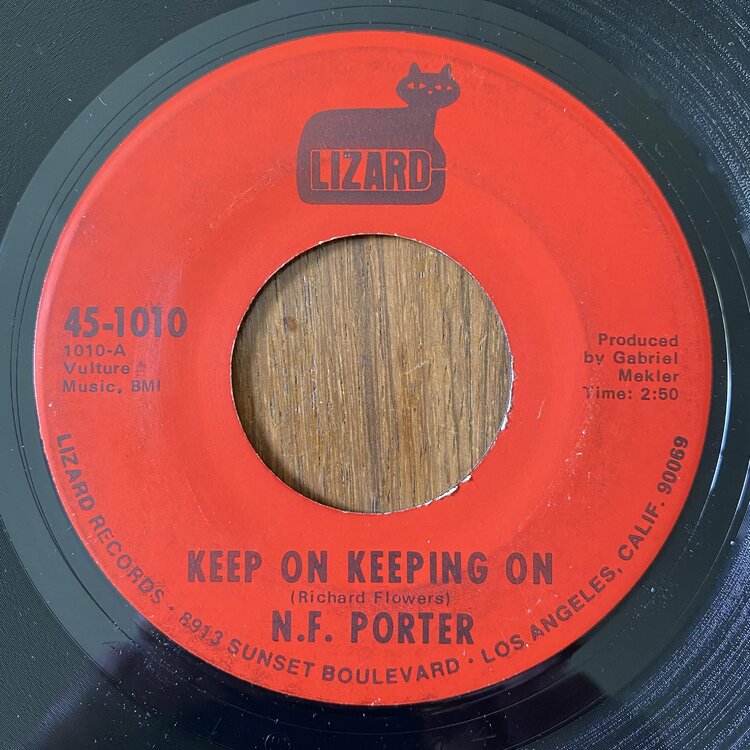 LIZARD
45-1010
1010-A
Vulture
Music, BMI
Produced
by Gabriel
Mekler
Time: 2:50
KEEP ON KEEPING ON
(Richard Flowers)
N.F. PORTER
LIZARD RECORDS · 8913 SUNSET BOULEVARD · LOS ANGELES, CALIF. 90069